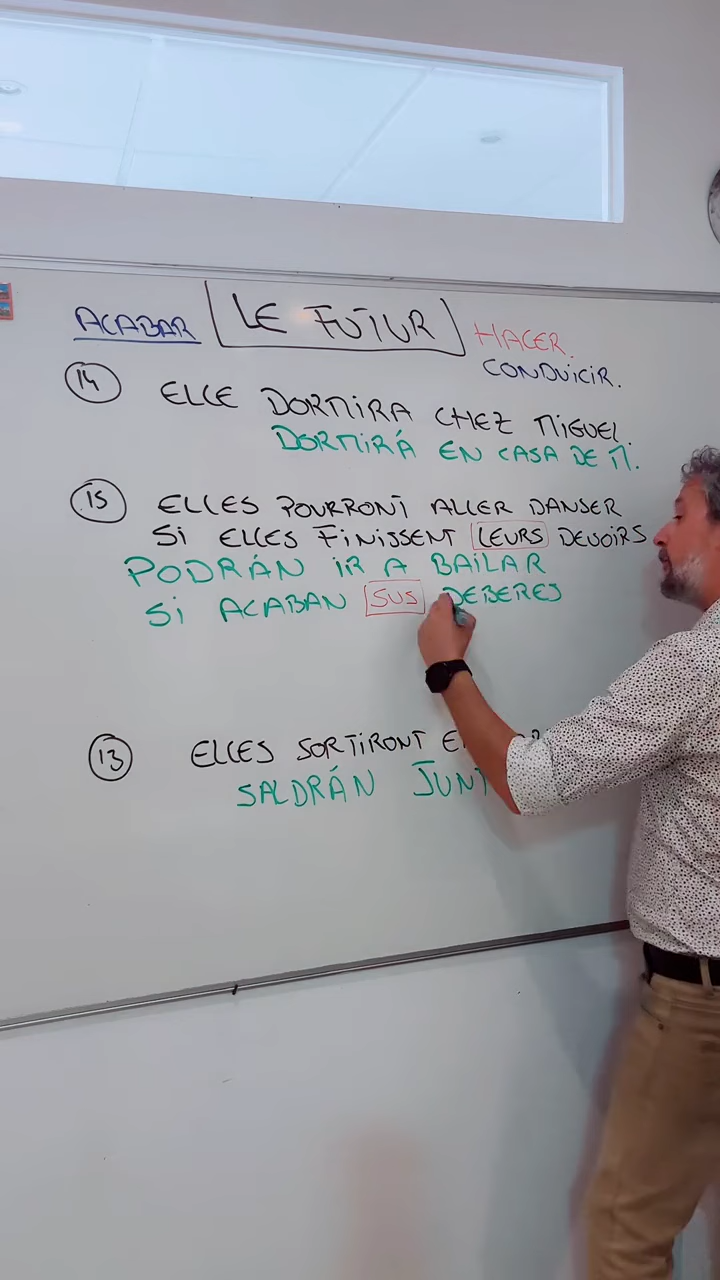 ACABAR LE FUTUR HACER.
CONDUICIR.
14 ELLE DORMIRA CHEZ MIGUEL.
DORMIRÁ EN CASA DE M.
15 ELLES POURRONT ALLER DANSER
SI ELLES FINISSENT LEURS DEVOIRS
PODRÁN IR A BAILAR
SI ACABAN SUS DEBERES
13 ELLES SORTIRONT
SALDRÁN